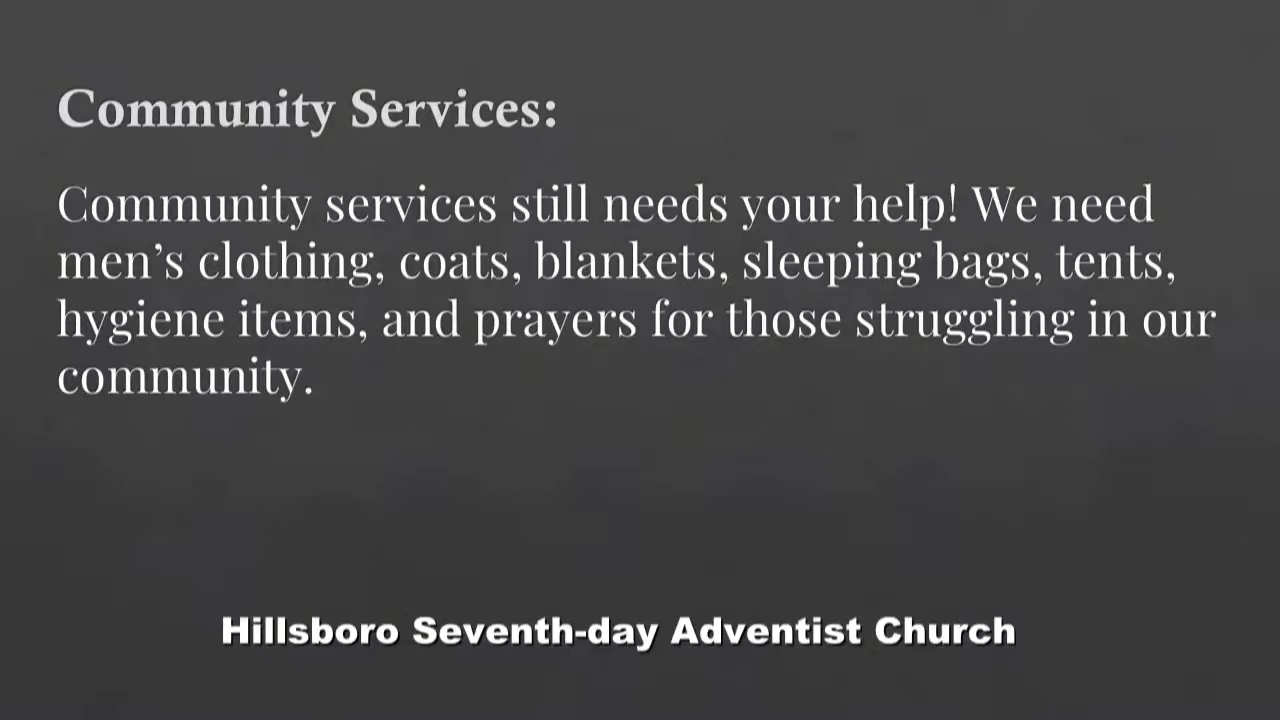 Community Services:
Community services still needs your help! We need
men’s clothing, coats, blankets, sleeping bags, tents,
hygiene items, and prayers for those struggling in our
community.
Hillsboro Seventh-day Adventist Church